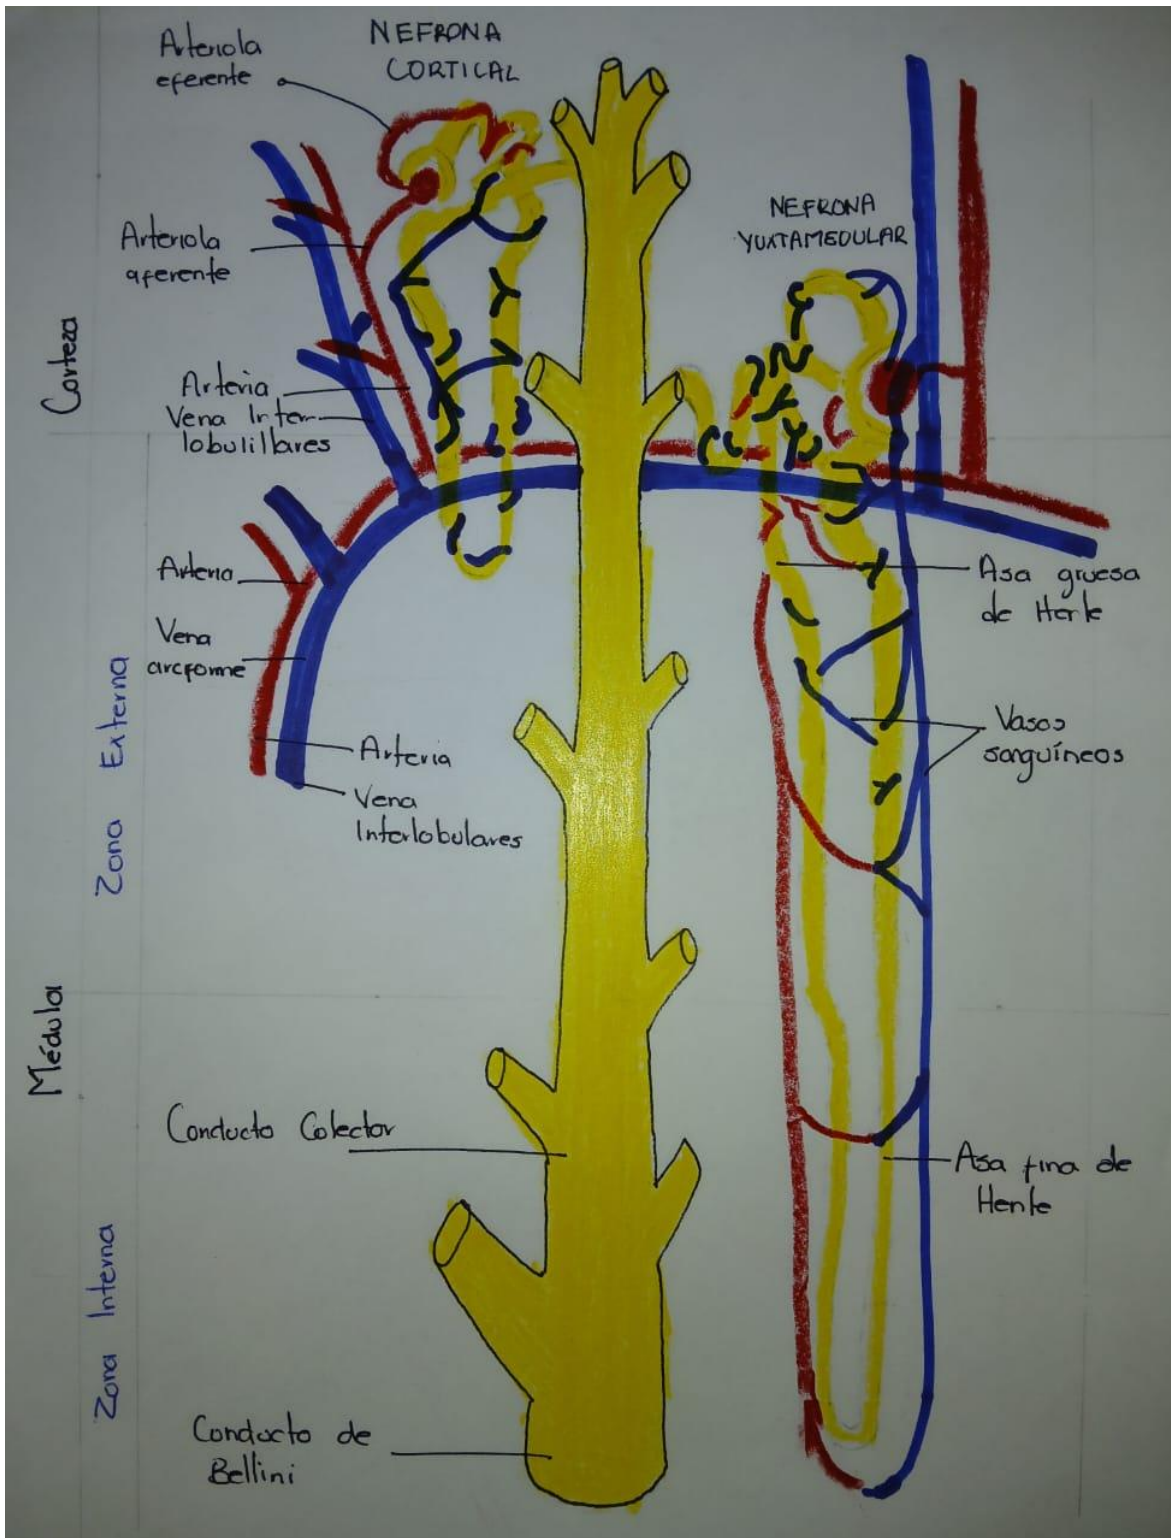 NEFRONA
CORTICAL
Arteriola
eferente
NEFRONA
YUXTAMEDULAR
Arteriola
aferente
Corteza
Arteria
Vena Inter-
lobulillares
Arteria
Asa gruesa
de Henle
Vena
arcforme
Zona Externa
Vasos
sanguíneos
Arteria
Vena
Interlobulares
Médula
Conducto Colector
Asa fina de
Henle
Zona Interna
Conducto de
Bellini